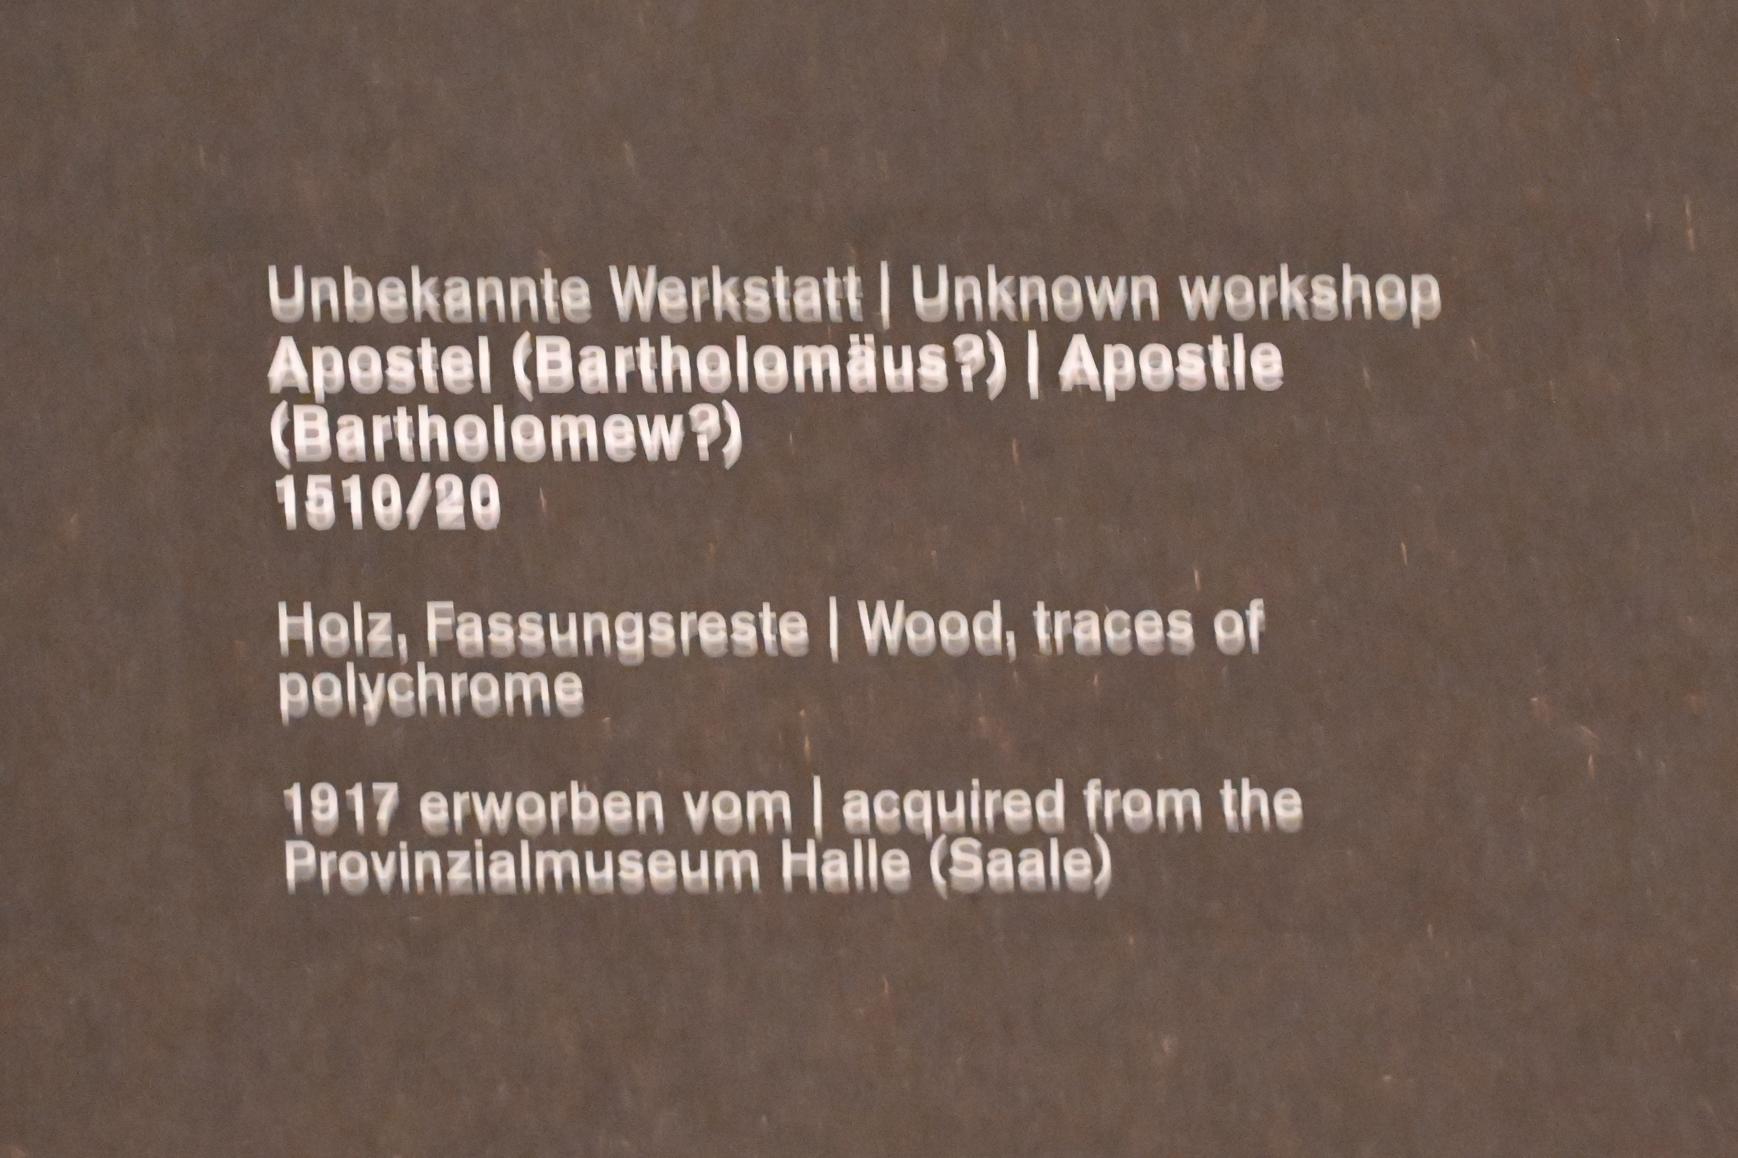 Unbekannte Werkstatt | Unknown workshop
Apostel (Bartholomäus?) | Apostle
(Bartholomew?)
1510/20
Holz, Fassungsreste | Wood, traces of
polychrome
1917 erworben vom | acquired from the
Provinzialmuseum Halle (Saale)